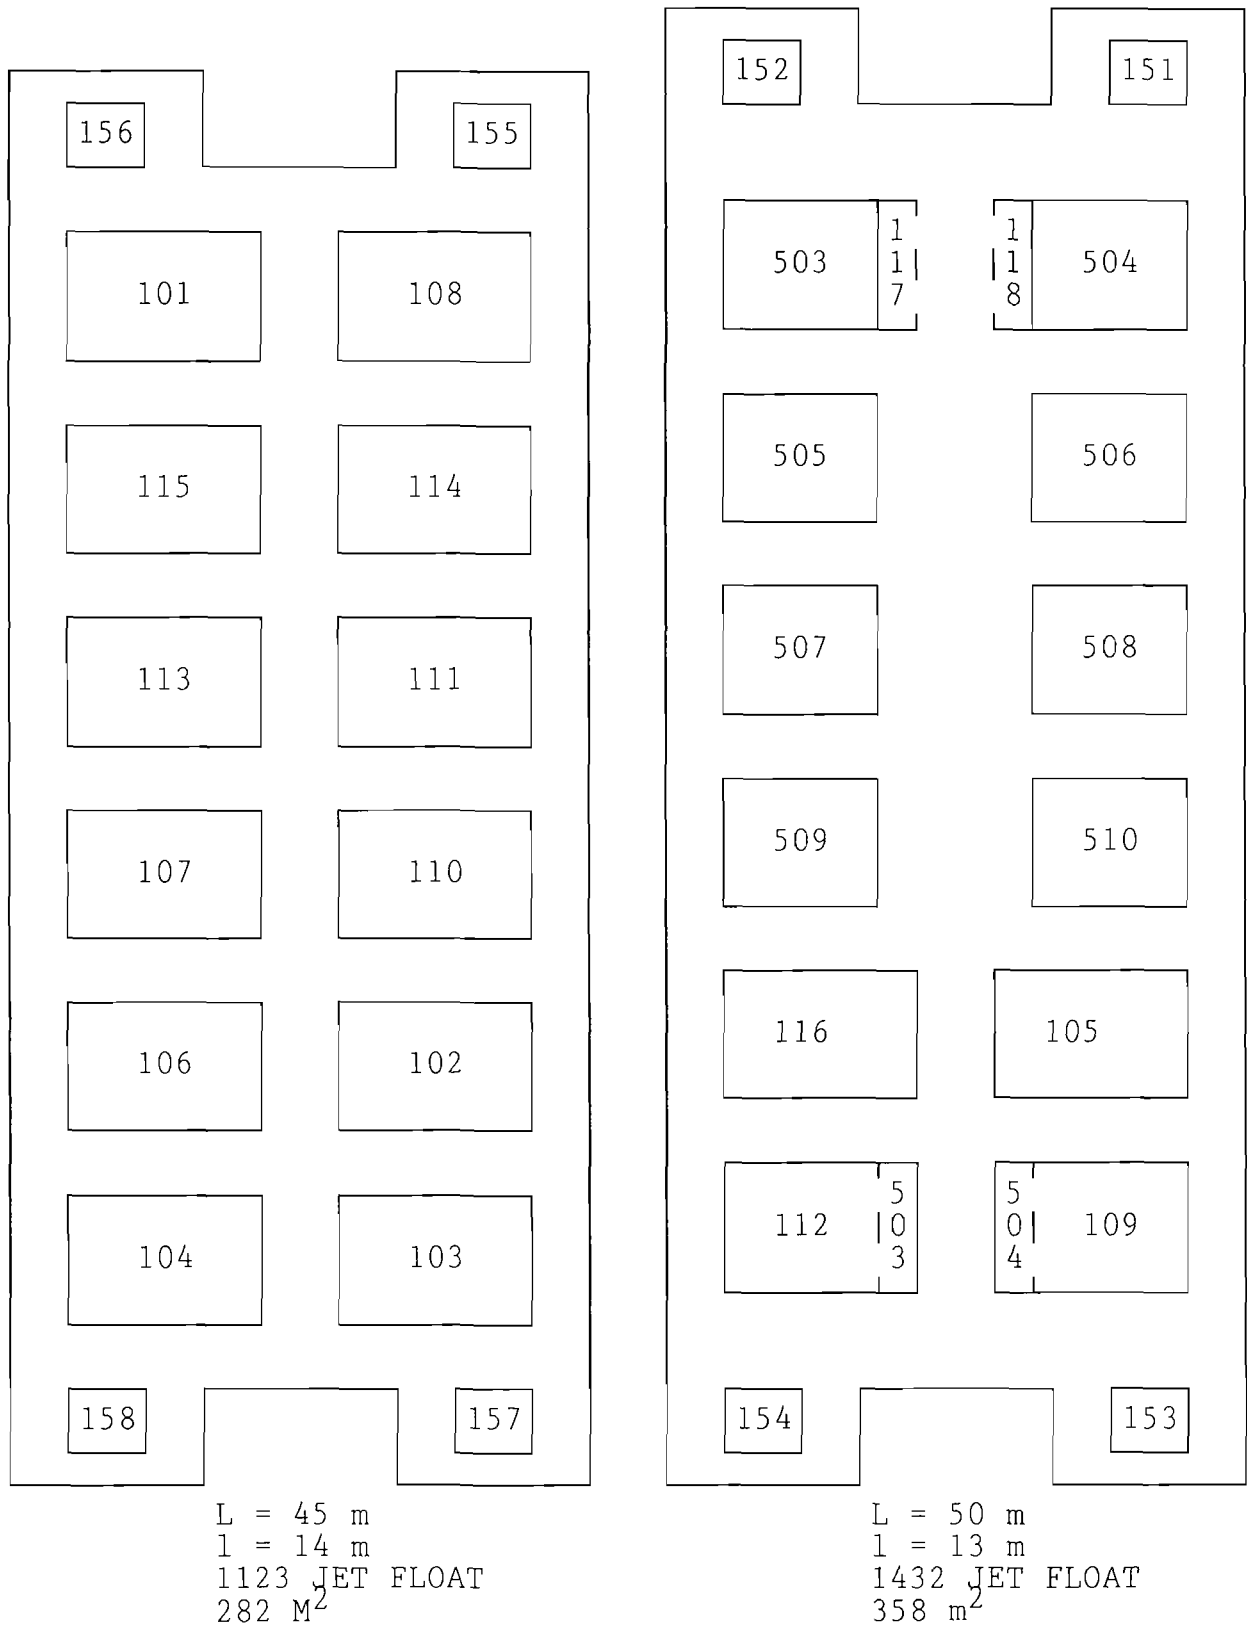 156 155
101 108
115 114
113 111
107 110
106 102
104 103
158 157
L = 45 m
l = 14 m
1123 JET FLOAT
282 M²
152 151
503 117 118 504
505 506
507 508
509 510
116 105
112 503 504 109
154 153
L = 50 m
l = 13 m
1432 JET FLOAT
358 m²